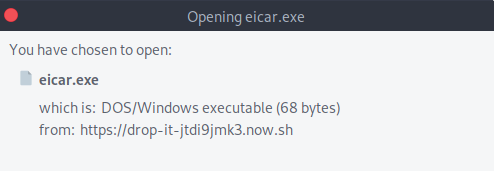 Opening eicar.exe
You have chosen to open:
eicar.exe
which is: DOS/Windows executable (68 bytes)
from: https://drop-it-jtdi9jmk3.now.sh